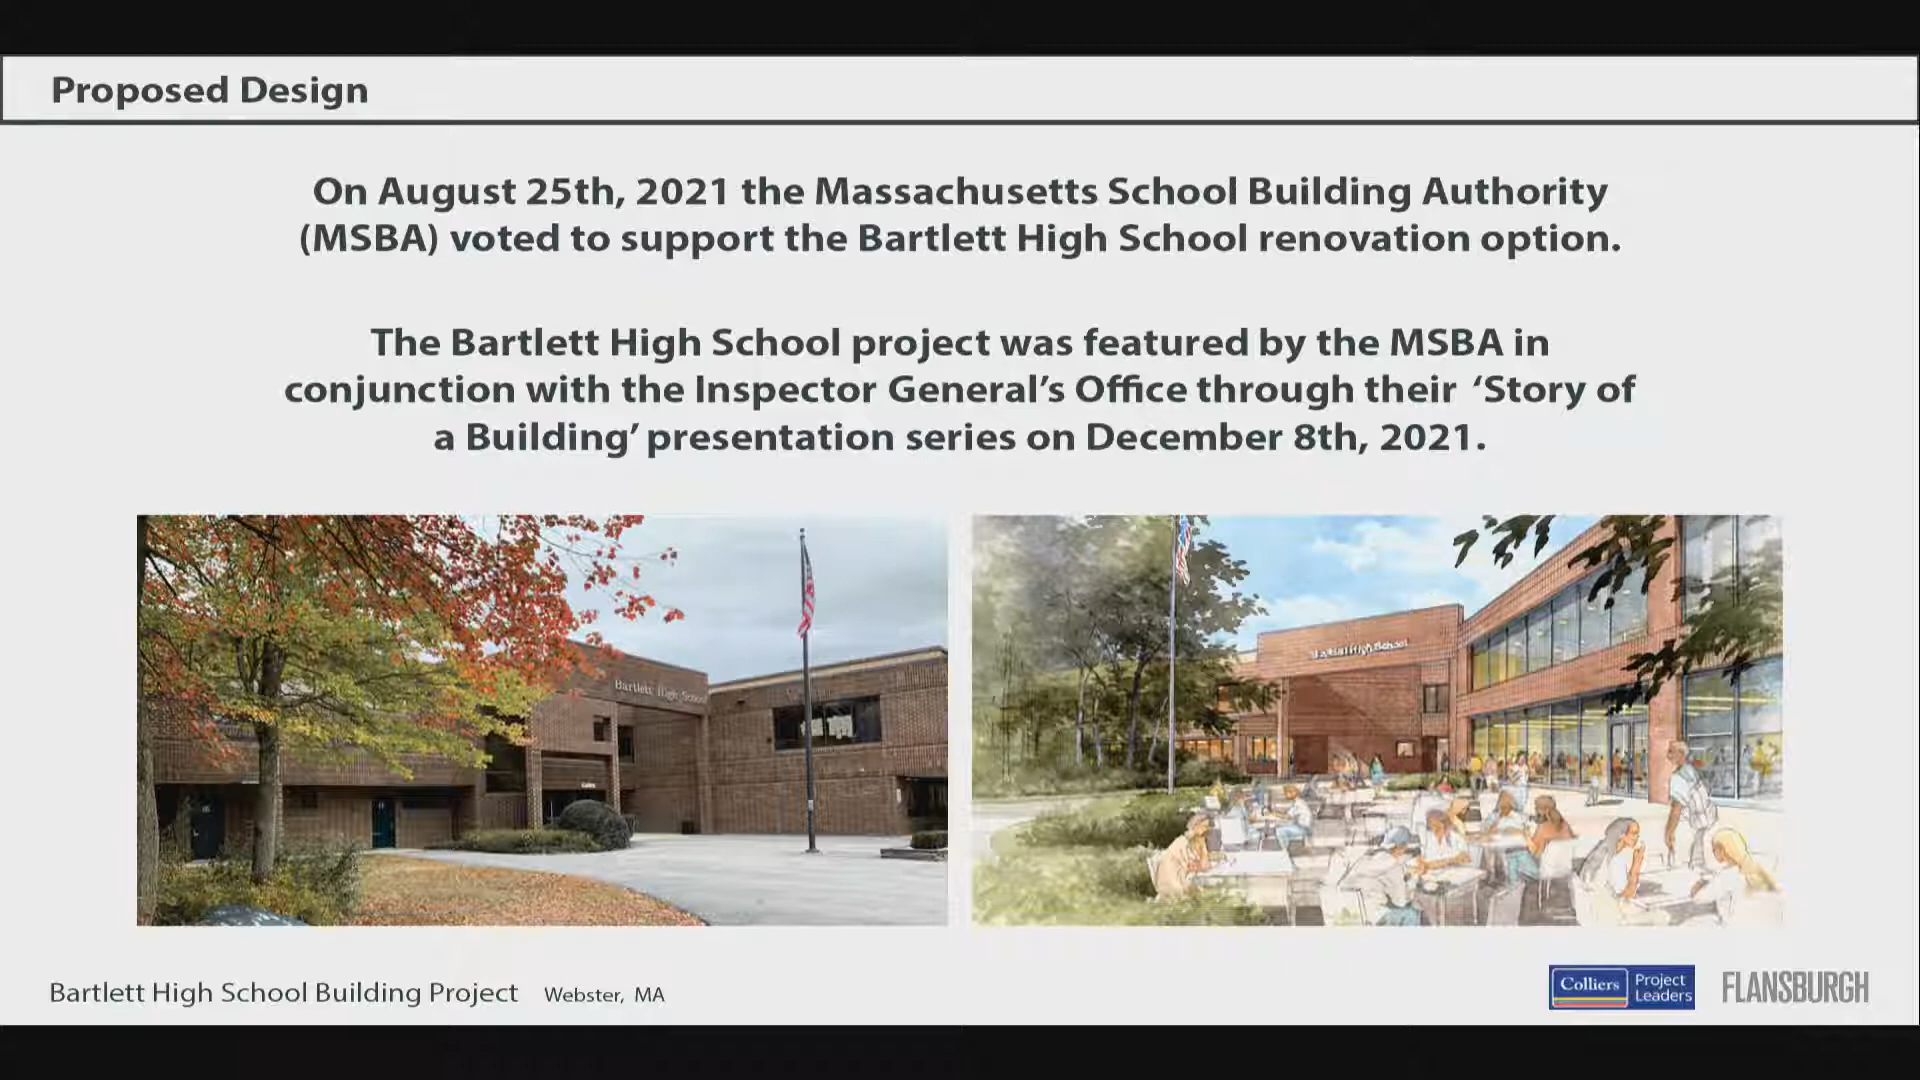 Proposed Design
On August 25th, 2021 the Massachusetts School Building Authority
(MSBA) voted to support the Bartlett High School renovation option.
The Bartlett High School project was featured by the MSBA in
conjunction with the Inspector General’s Office through their ‘Story of
a Building’ presentation series on December 8th, 2021.
Bartlett High School
Bartlett High School
Bartlett High School Building Project Webster, MA
Colliers
Project
Leaders
FLANSBURGH